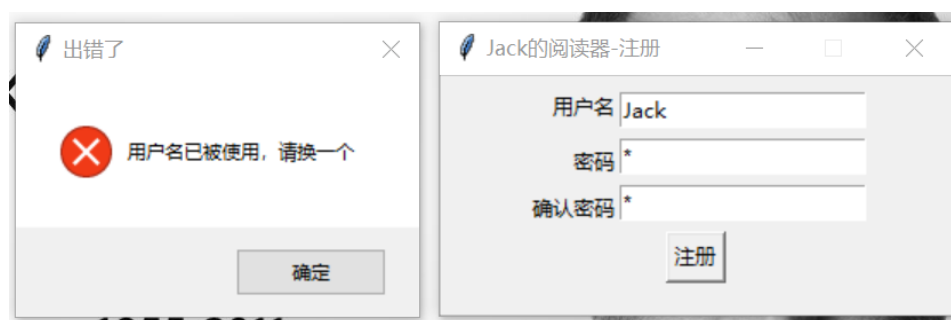 出错了
用户名已被使用，请换一个
确定
Jack的阅读器-注册
用户名 Jack
密码 *
确认密码 *
注册